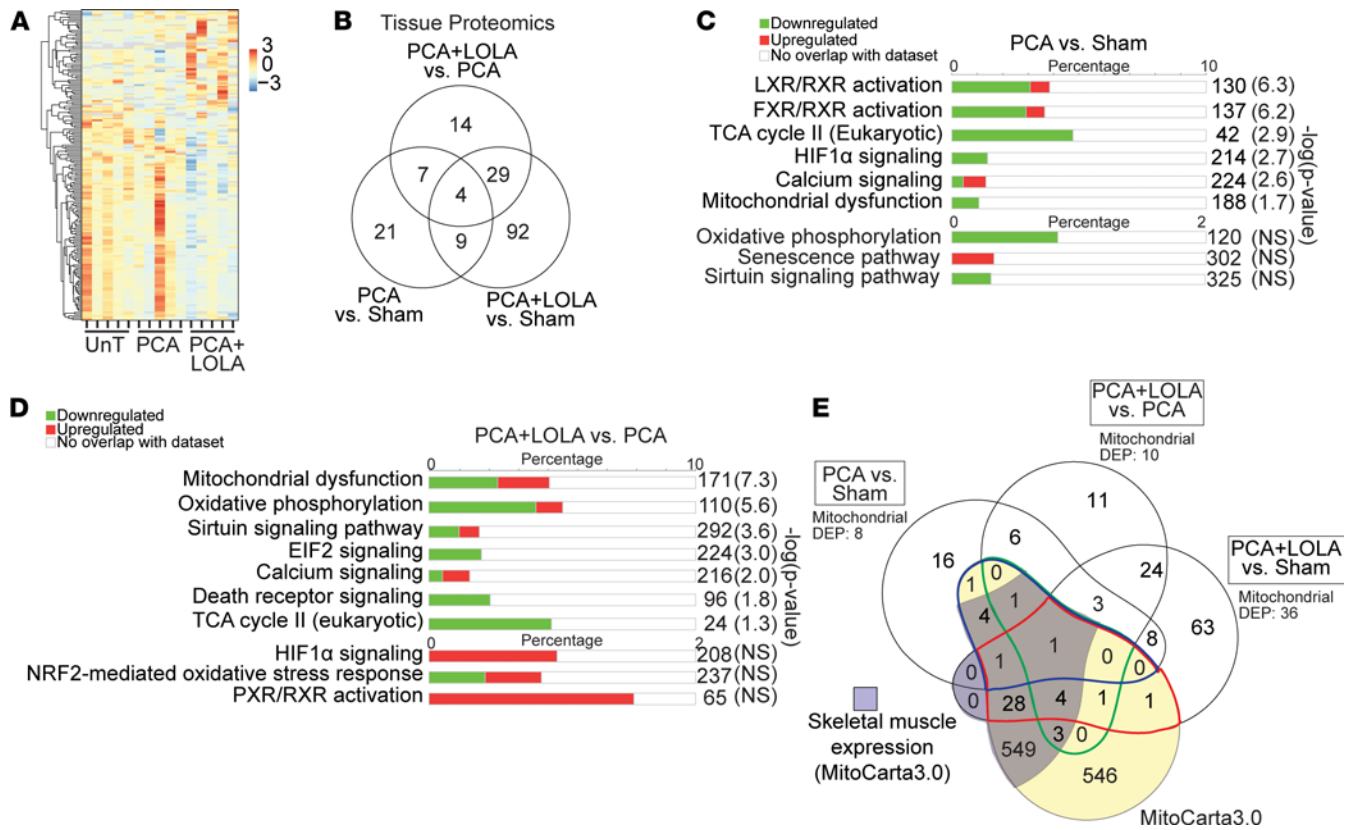 A
3
0
−3
UnT
PCA
PCA+
LOLA
B
Tissue Proteomics
PCA+LOLA
vs. PCA
14
7
29
4
21
9
92
PCA
vs. Sham
PCA+LOLA
vs. Sham
C
Downregulated
Upregulated
No overlap with dataset
PCA vs. Sham
0 Percentage 10
LXR/RXR activation 130 (6.3)
FXR/RXR activation 137 (6.2)
TCA cycle II (Eukaryotic) 42 (2.9)
HIF1α signaling 214 (2.7)
Calcium signaling 224 (2.6)
Mitochondrial dysfunction 188 (1.7)
-log(p-value)
0 Percentage 2
Oxidative phosphorylation 120 (NS)
Senescence pathway 302 (NS)
Sirtuin signaling pathway 325 (NS)
D
Downregulated
Upregulated
No overlap with dataset
PCA+LOLA vs. PCA
0 Percentage 10
Mitochondrial dysfunction 171 (7.3)
Oxidative phosphorylation 110 (5.6)
Sirtuin signaling pathway 292 (3.6)
EIF2 signaling 224 (3.0)
Calcium signaling 216 (2.0)
Death receptor signaling 96 (1.8)
TCA cycle II (eukaryotic) 24 (1.3)
-log(p-value)
0 Percentage 2
HIF1α signaling 208 (NS)
NRF2-mediated oxidative stress response 237 (NS)
PXR/RXR activation 65 (NS)
E
PCA+LOLA
vs. PCA
Mitochondrial
DEP: 10
PCA vs.
Sham
Mitochondrial
DEP: 8
PCA+LOLA
vs. Sham
Mitochondrial
DEP: 36
11
6
16
24
1
0
3
4
1
8
63
1
1
0
0
0
0
28
4
1
1
3
0
549
546
Skeletal muscle
expression
(MitoCarta3.0)
MitoCarta3.0